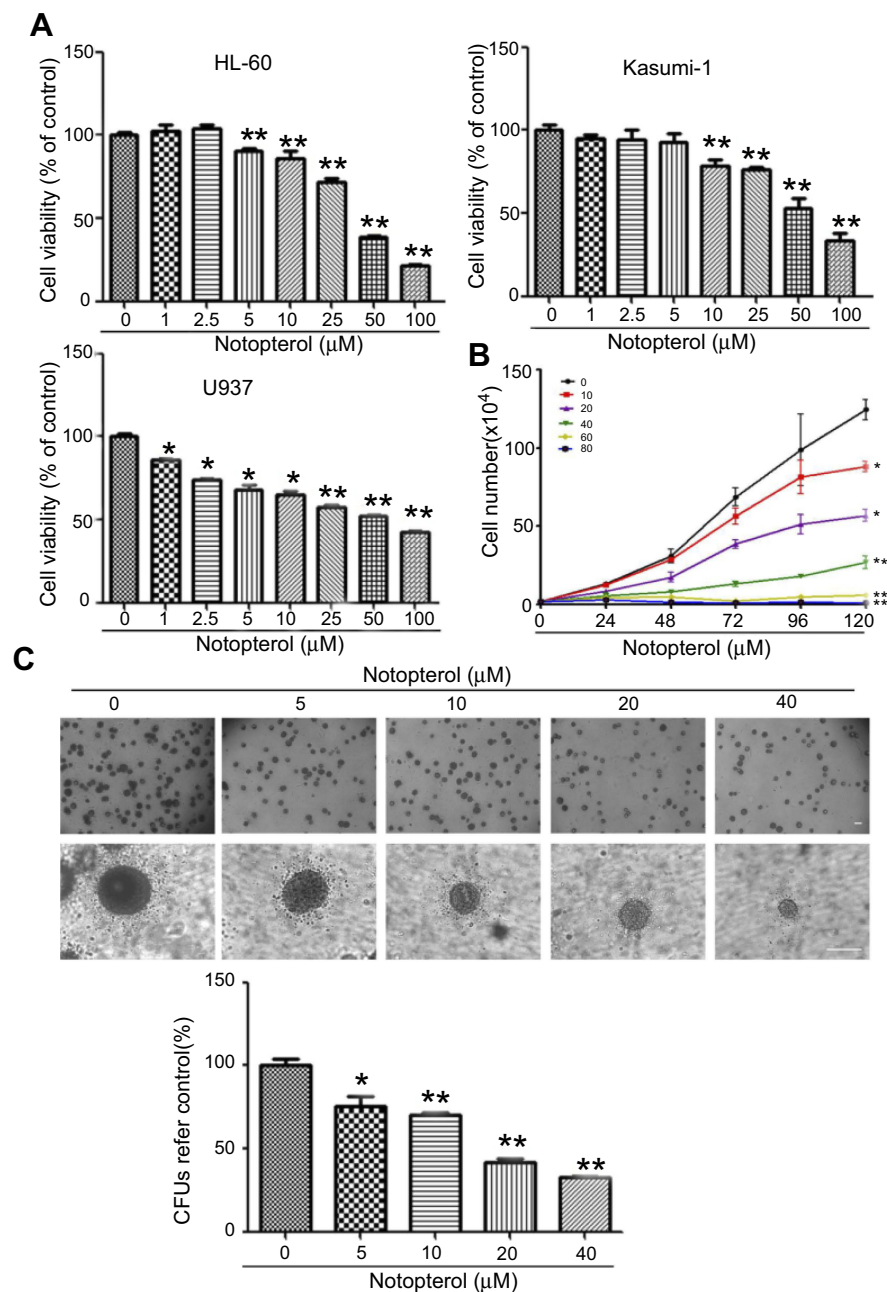 A
HL-60
Cell viability (% of control)
150
100
50
0
**
**
**
**
**
0 1 2.5 5 10 25 50 100
Notopterol (μM)
Kasumi-1
Cell viability (% of control)
150
100
50
0
**
**
**
**
0 1 2.5 5 10 25 50 100
Notopterol (μM)
U937
Cell viability (% of control)
150
100
50
0
*
*
*
*
**
**
**
0 1 2.5 5 10 25 50 100
Notopterol (μM)
B
Cell number(x10⁴)
150
100
50
0
0
10
20
40
60
80
*
*
**
**
**
0 24 48 72 96 120
Notopterol (μM)
C
Notopterol (μM)
0 5 10 20 40
CFUs refer control(%)
150
100
50
0
*
**
**
**
0 5 10 20 40
Notopterol (μM)